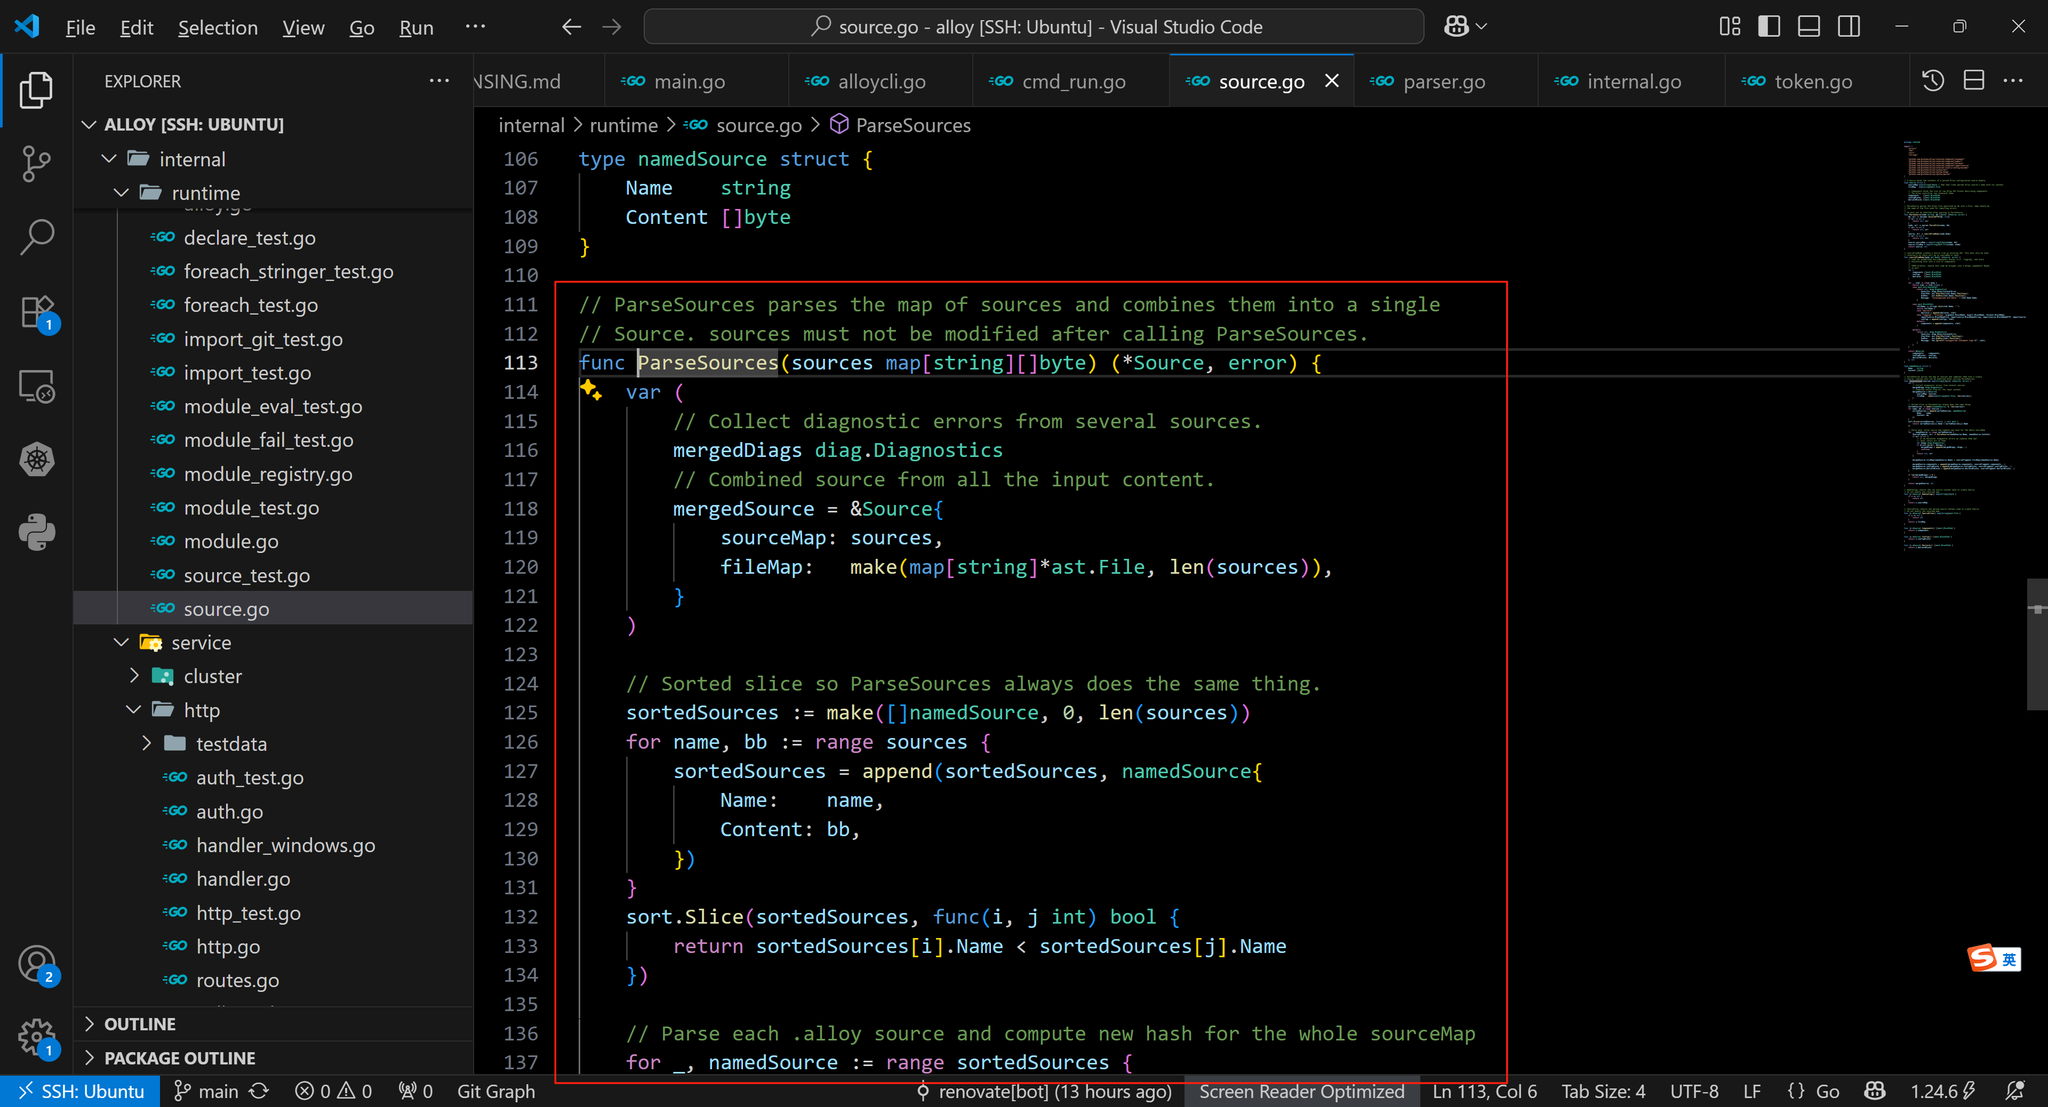 File Edit Selection View Go Run ···
source.go - alloy [SSH: Ubuntu] - Visual Studio Code
EXPLORER ···
NSING.md main.go alloycli.go cmd_run.go source.go parser.go internal.go token.go ···
ALLOY [SSH: UBUNTU]
internal
runtime
declare_test.go
foreach_stringer_test.go
foreach_test.go
import_git_test.go
import_test.go
module_eval_test.go
module_fail_test.go
module_registry.go
module_test.go
module.go
source_test.go
source.go
service
cluster
http
testdata
auth_test.go
auth.go
handler_windows.go
handler.go
http_test.go
http.go
routes.go
OUTLINE
PACKAGE OUTLINE
1
2
1
internal > runtime > source.go > ParseSources
106 type namedSource struct {
107 Name string
108 Content []byte
109 }
110
111 // ParseSources parses the map of sources and combines them into a single
112 // Source. sources must not be modified after calling ParseSources.
113 func ParseSources(sources map[string][]byte) (*Source, error) {
114 var (
115 // Collect diagnostic errors from several sources.
116 mergedDiags diag.Diagnostics
117 // Combined source from all the input content.
118 mergedSource = &Source{
119 sourceMap: sources,
120 fileMap: make(map[string]*ast.File, len(sources)),
121 }
122 )
123
124 // Sorted slice so ParseSources always does the same thing.
125 sortedSources := make([]namedSource, 0, len(sources))
126 for name, bb := range sources {
127 sortedSources = append(sortedSources, namedSource{
128 Name: name,
129 Content: bb,
130 })
131 }
132 sort.Slice(sortedSources, func(i, j int) bool {
133 return sortedSources[i].Name < sortedSources[j].Name
134 })
135
136 // Parse each .alloy source and compute new hash for the whole sourceMap
137 for _, namedSource := range sortedSources {
英
SSH: Ubuntu main 0 0 0 Git Graph renovate[bot] (13 hours ago) Screen Reader Optimized Ln 113, Col 6 Tab Size: 4 UTF-8 LF {} Go 1.24.6